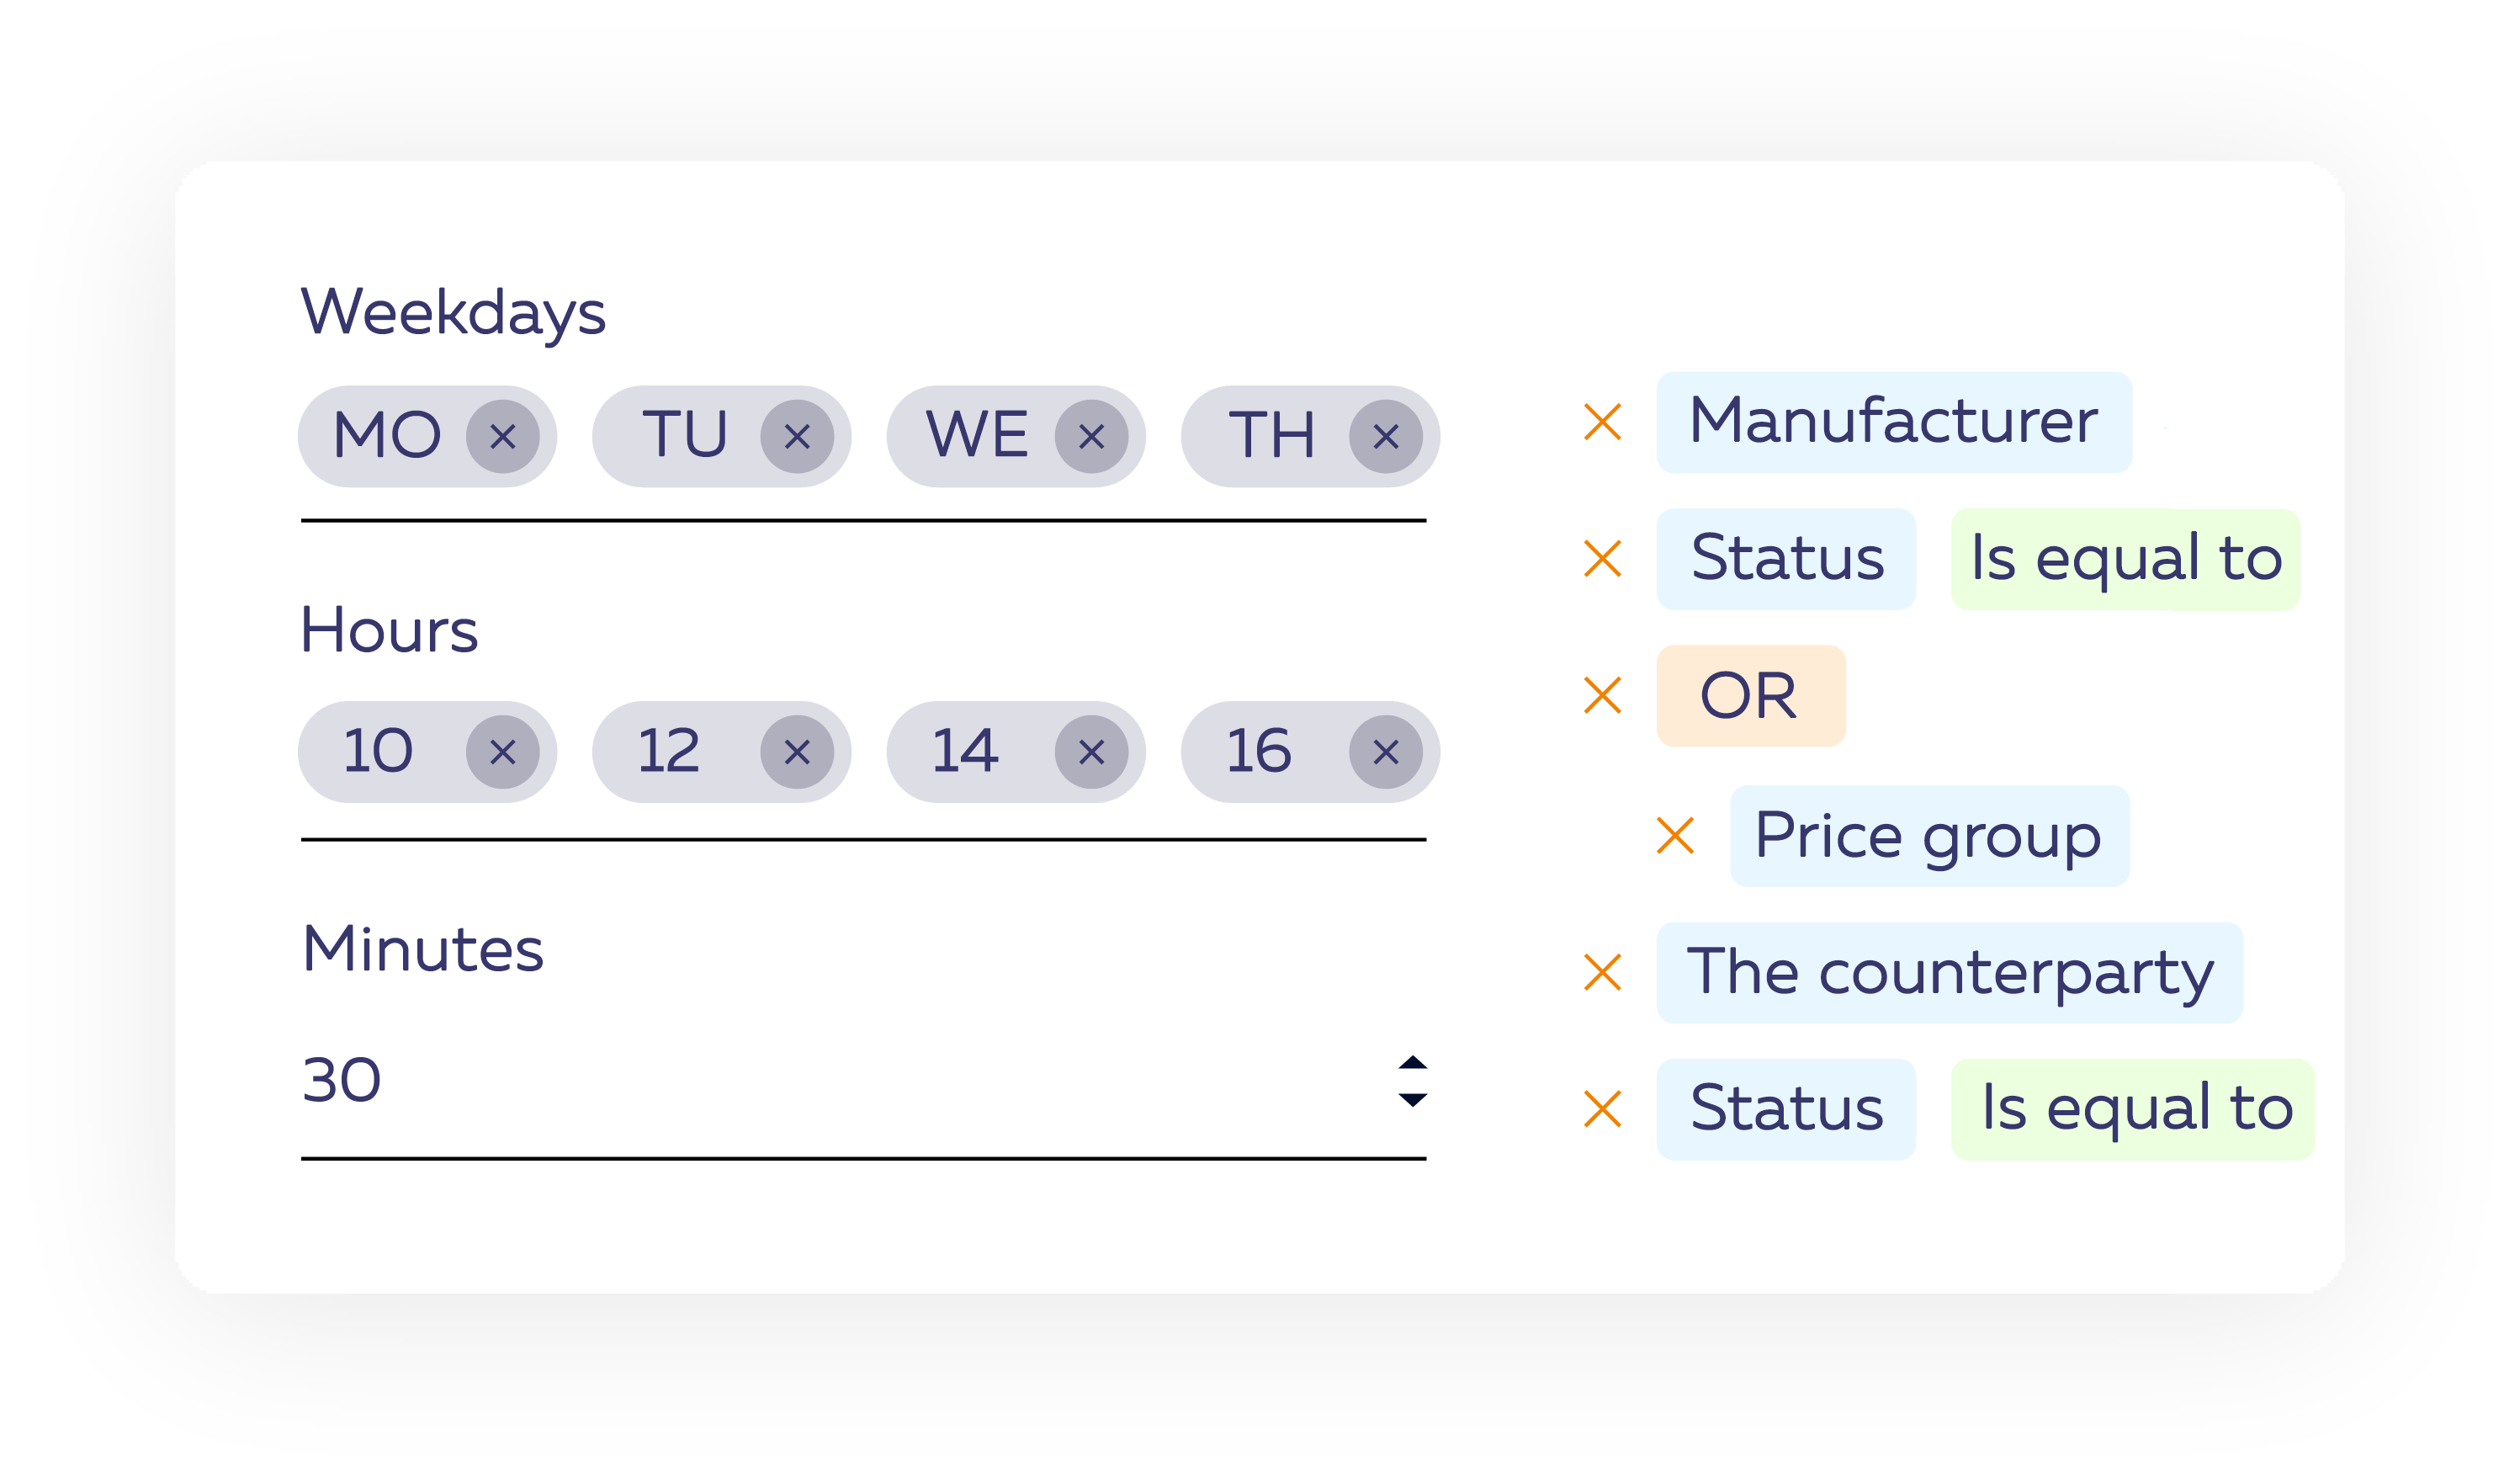 Weekdays
MO TU WE TH
Hours
10 12 14 16
Minutes
30
Manufacturer
Status Is equal to
OR
Price group
The counterparty
Status Is equal to